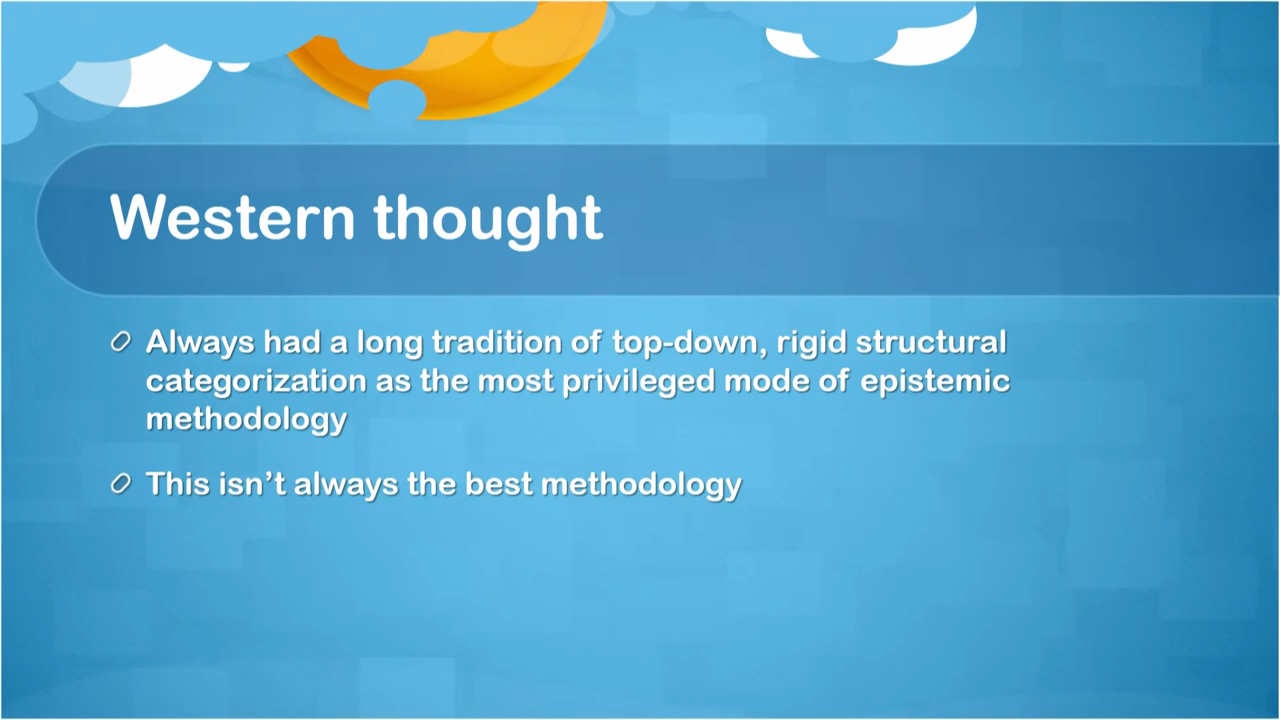 Western thought
Always had a long tradition of top-down, rigid structural
categorization as the most privileged mode of epistemic
methodology
This isn’t always the best methodology